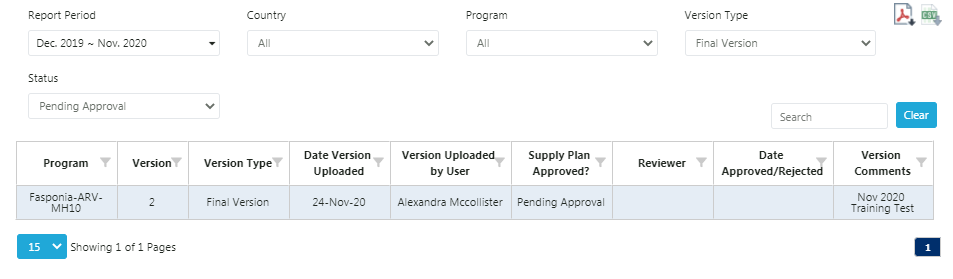 Report Period
Country
Program
Version Type
CSV
Dec. 2019 ~ Nov. 2020
All
All
Final Version
Status
Pending Approval
Search
Clear
Program
Version
Version Type
Date Version
Uploaded
Version Uploaded
by User
Supply Plan
Approved?
Reviewer
Date
Approved/Rejected
Version
Comments
Fasponia-ARV-
MH10
2
Final Version
24-Nov-20
Alexandra Mccollister
Pending Approval
Nov 2020
Training Test
15
Showing 1 of 1 Pages
1